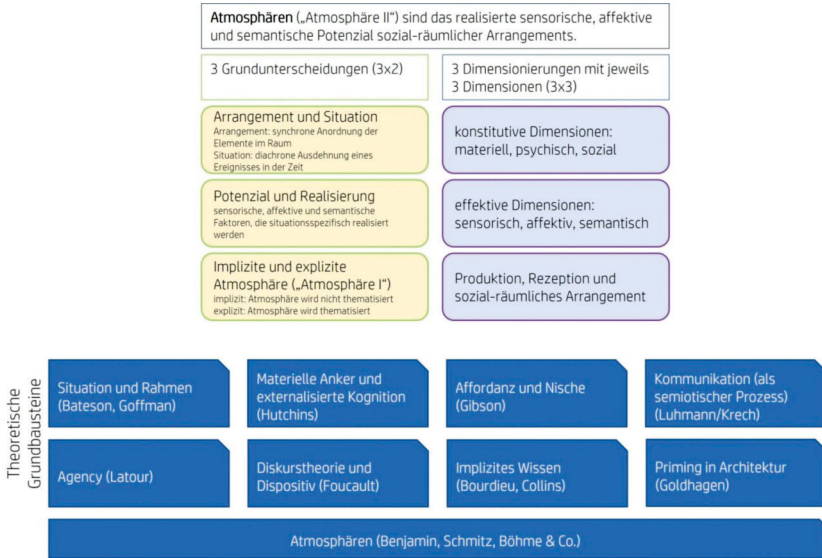 Atmosphären („Atmosphäre II“) sind das realisierte sensorische, affektive
und semantische Potenzial sozial-räumlicher Arrangements.
3 Grundunterscheidungen (3x2)
3 Dimensionierungen mit jeweils
3 Dimensionen (3x3)
Arrangement und Situation
Arrangement: synchrone Anordnung der
Elemente im Raum
Situation: diachrone Ausdehnung eines
Ereignisses in der Zeit
konstitutive Dimensionen:
materiell, psychisch, sozial
Potenzial und Realisierung
sensorische, affektive und semantische
Faktoren, die situationsspezifisch realisiert
werden
effektive Dimensionen:
sensorisch, affektiv, semantisch
Implizite und explizite
Atmosphäre („Atmosphäre I“)
implizit: Atmosphäre wird nicht thematisiert
explizit: Atmosphäre wird thematisiert
Produktion, Rezeption und
sozial-räumliches Arrangement
Theoretische
Grundbausteine
Situation und Rahmen
(Bateson, Goffman)
Materielle Anker und
externalisierte Kognition
(Hutchins)
Affordanz und Nische
(Gibson)
Kommunikation (als
semiotischer Prozess)
(Luhmann/Krech)
Agency (Latour)
Diskurstheorie und
Dispositiv (Foucault)
Implizites Wissen
(Bourdieu, Collins)
Priming in Architektur
(Goldhagen)
Atmosphären (Benjamin, Schmitz, Böhme & Co.)